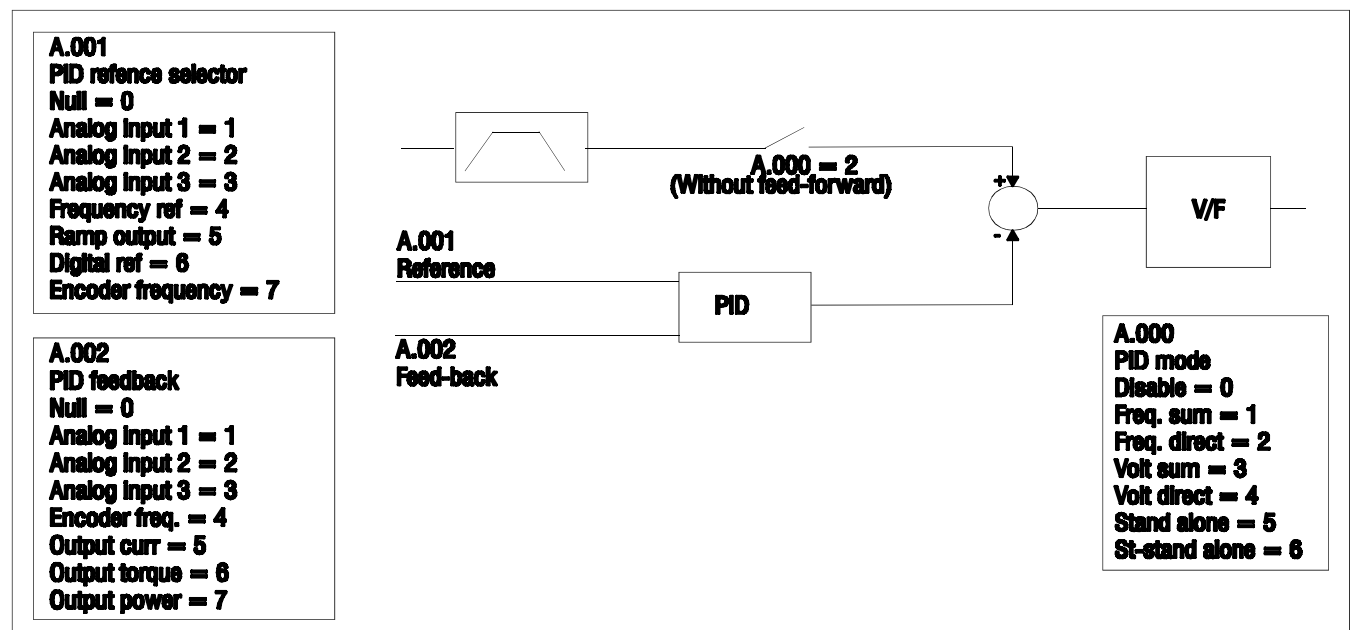 A.001
PID refence selector
Null = 0
Analog input 1 = 1
Analog input 2 = 2
Analog input 3 = 3
Frequency ref = 4
Ramp output = 5
Digital ref = 6
Encoder frequency = 7
A.002
PID feedback
Null = 0
Analog input 1 = 1
Analog input 2 = 2
Analog input 3 = 3
Encoder freq. = 4
Output curr = 5
Output torque = 6
Output power = 7
A.000 = 2
(Without feed-forward)
+
-
V/F
A.001
Reference
PID
A.002
Feed-back
A.000
PID mode
Disable = 0
Freq. sum = 1
Freq. direct = 2
Volt sum = 3
Volt direct = 4
Stand alone = 5
St-stand alone = 6